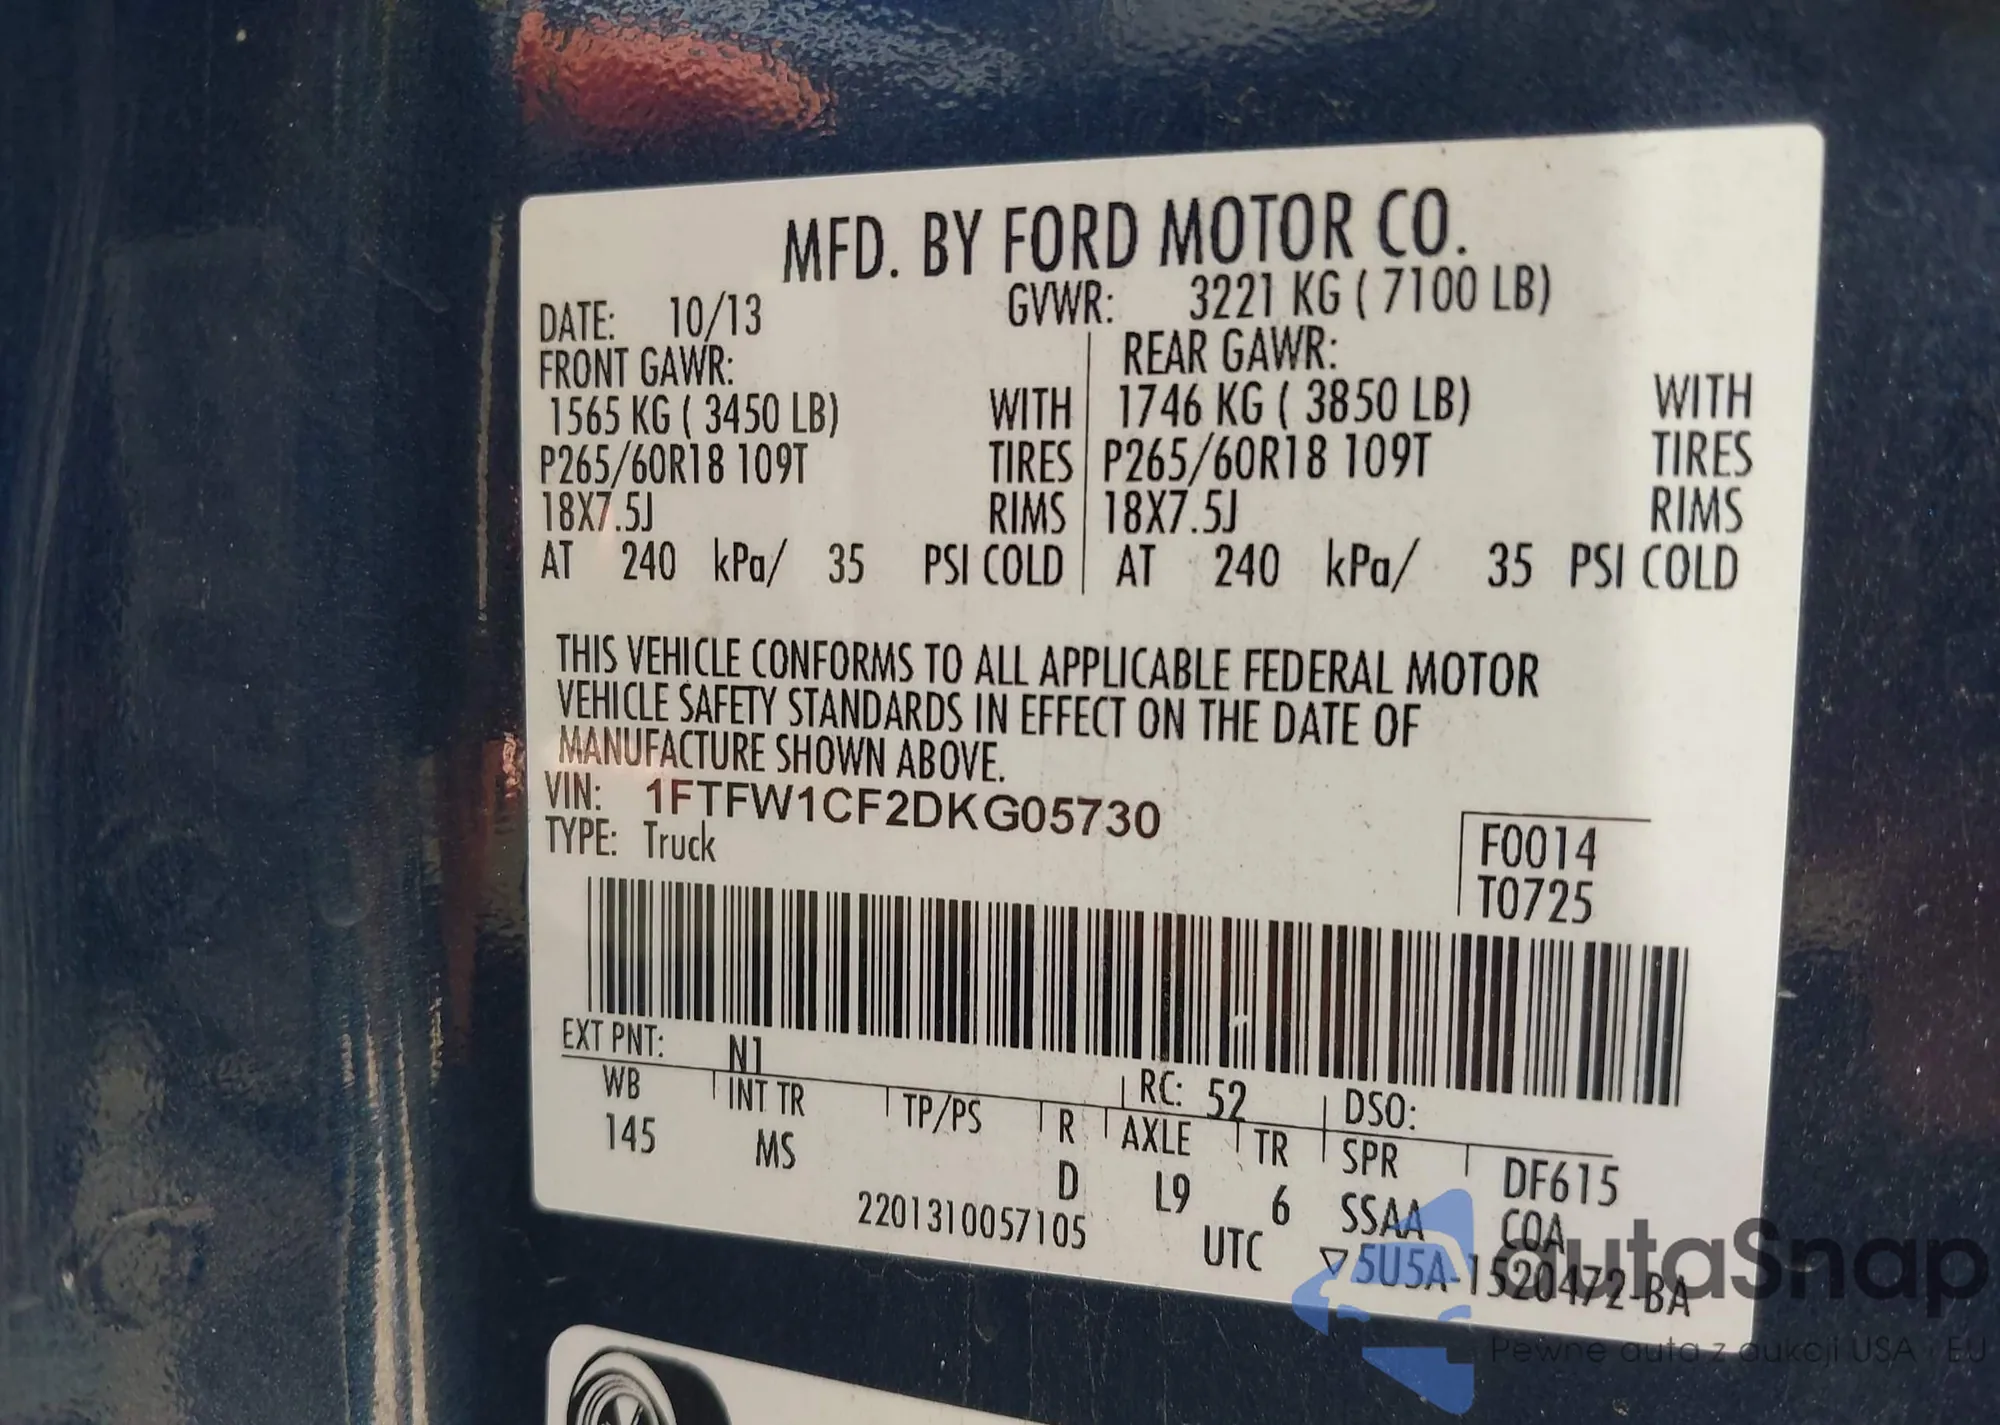 MFD. BY FORD MOTOR CO.
DATE: 10/13 GVWR: 3221 KG ( 7100 LB)
FRONT GAWR: REAR GAWR:
1565 KG ( 3450 LB) WITH 1746 KG ( 3850 LB) WITH
P265/60R18 109T TIRES P265/60R18 109T TIRES
18X7.5J RIMS 18X7.5J RIMS
AT 240 kPa/ 35 PSI COLD AT 240 kPa/ 35 PSI COLD
THIS VEHICLE CONFORMS TO ALL APPLICABLE FEDERAL MOTOR
VEHICLE SAFETY STANDARDS IN EFFECT ON THE DATE OF
MANUFACTURE SHOWN ABOVE.
VIN: 1FTFW1CF2DKG05730
TYPE: Truck
F0014
T0725
EXT PNT: N1 RC: 52 DSO:
WB INT TR TP/PS R AXLE TR SPR DF615
145 MS D L9 6 SSAA COA
2201310057105 UTC ▽5U5A-1520472-BA
autaSnap
Pewne auta z aukcji USA EU